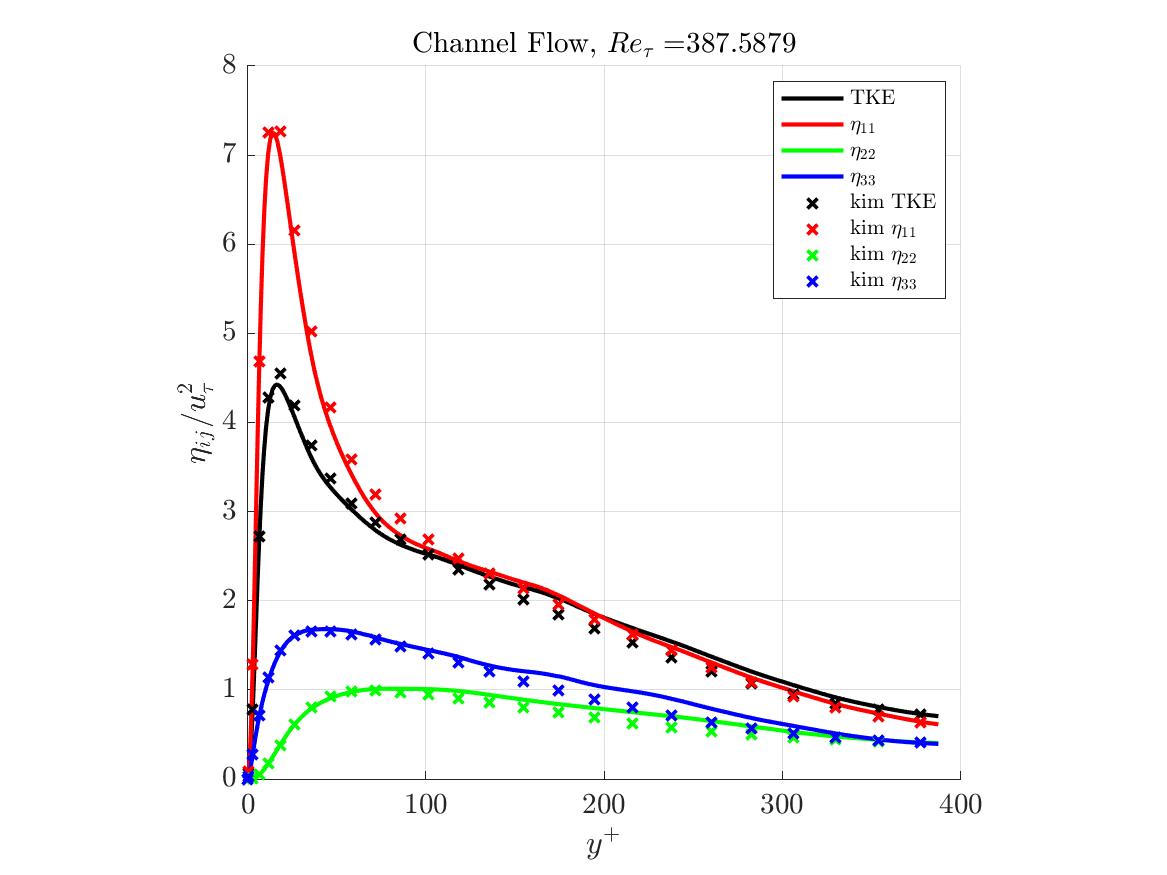 Channel Flow, $Re_\tau$ =387.5879
8
7
6
5
4
3
2
1
0
$\eta_{ij}/u_\tau^2$
TKE
$\eta_{11}$
$\eta_{22}$
$\eta_{33}$
kim TKE
kim $\eta_{11}$
kim $\eta_{22}$
kim $\eta_{33}$
0 100 200 300 400
$y^+$